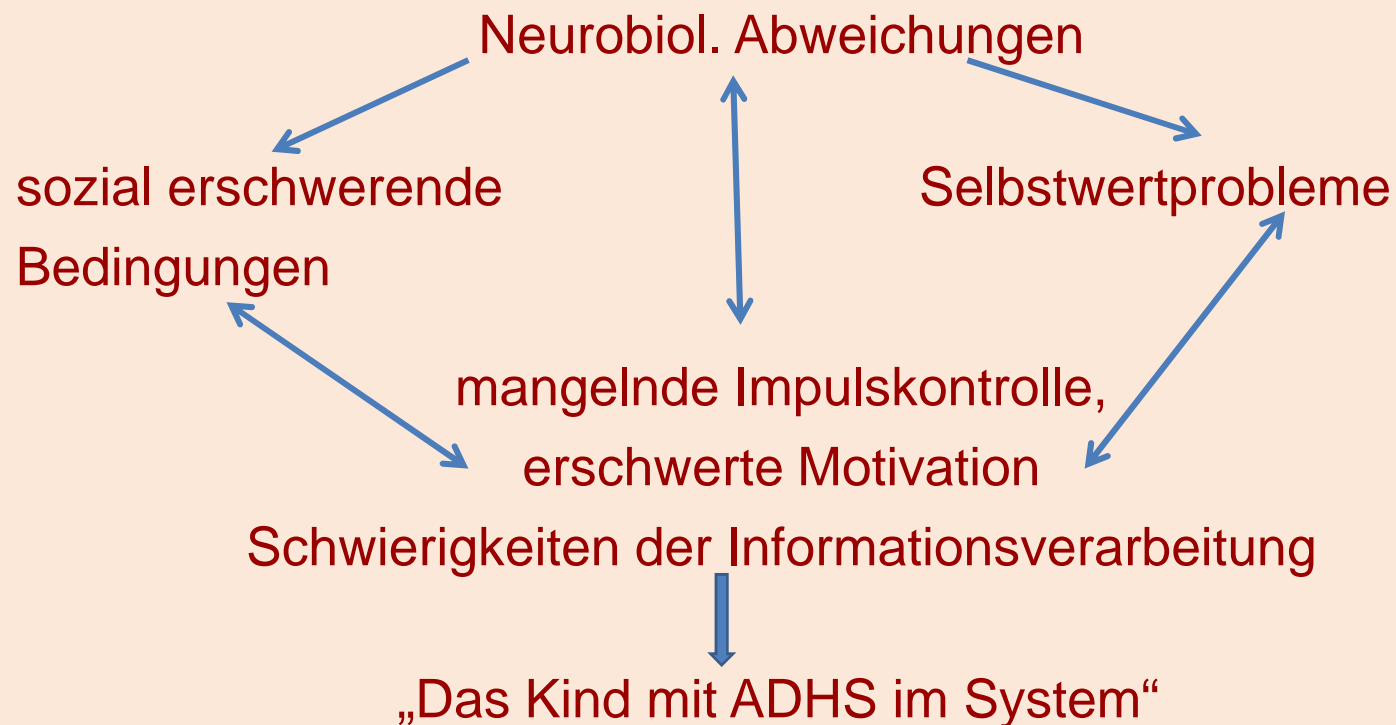 Neurobiol. Abweichungen
sozial erschwerende
Bedingungen
Selbstwertprobleme
mangelnde Impulskontrolle,
erschwerte Motivation
Schwierigkeiten der Informationsverarbeitung
„Das Kind mit ADHS im System“